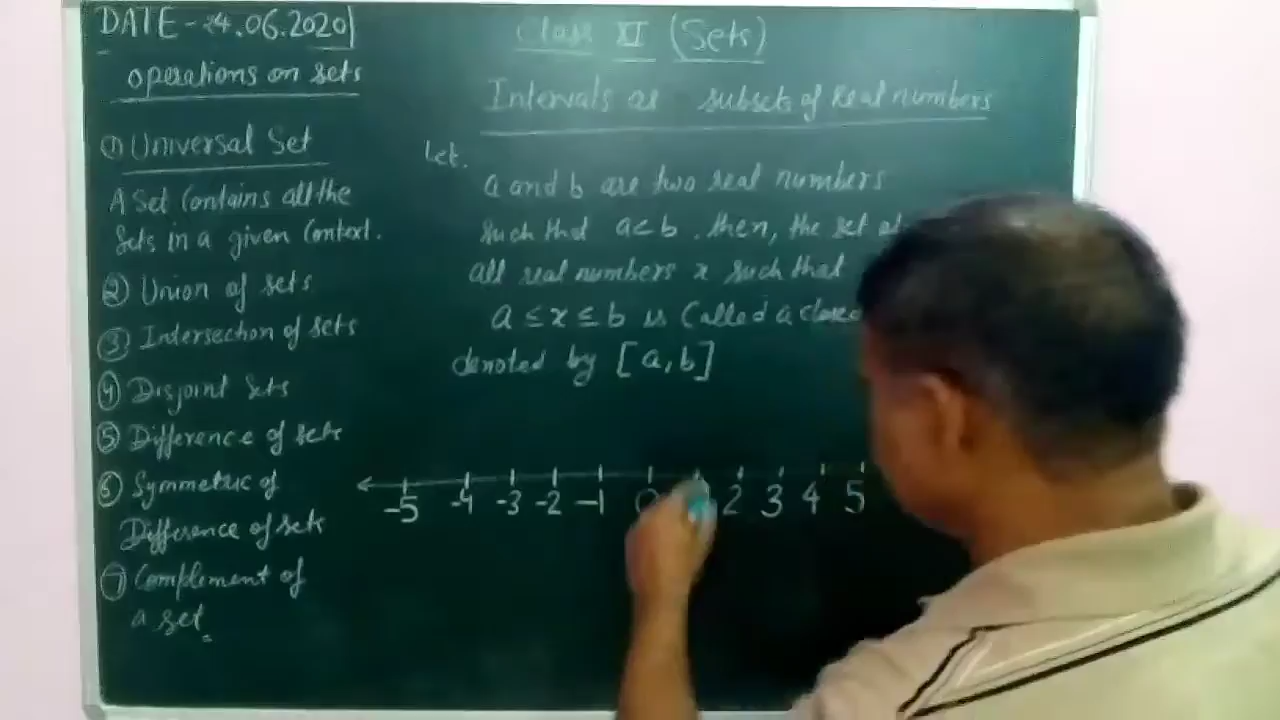 DATE - 24.06.2020
operations on sets
① Universal Set
A Set Contains all the
Sets in a given Context.
② Union of sets
③ Intersection of sets
④ Disjoint sets
⑤ Difference of sets
⑥ Symmetric of
Difference of sets
⑦ Complement of
a set
Class XI (Sets)
Intervals as subsets of Real numbers
Let.
a and b are two real numbers
such that a<b. then, the set of
all real numbers x such that
a ≤ x ≤ b is Called a
denoted by [a, b]
-5 -4 -3 -2 -1 0 2 3 4 5